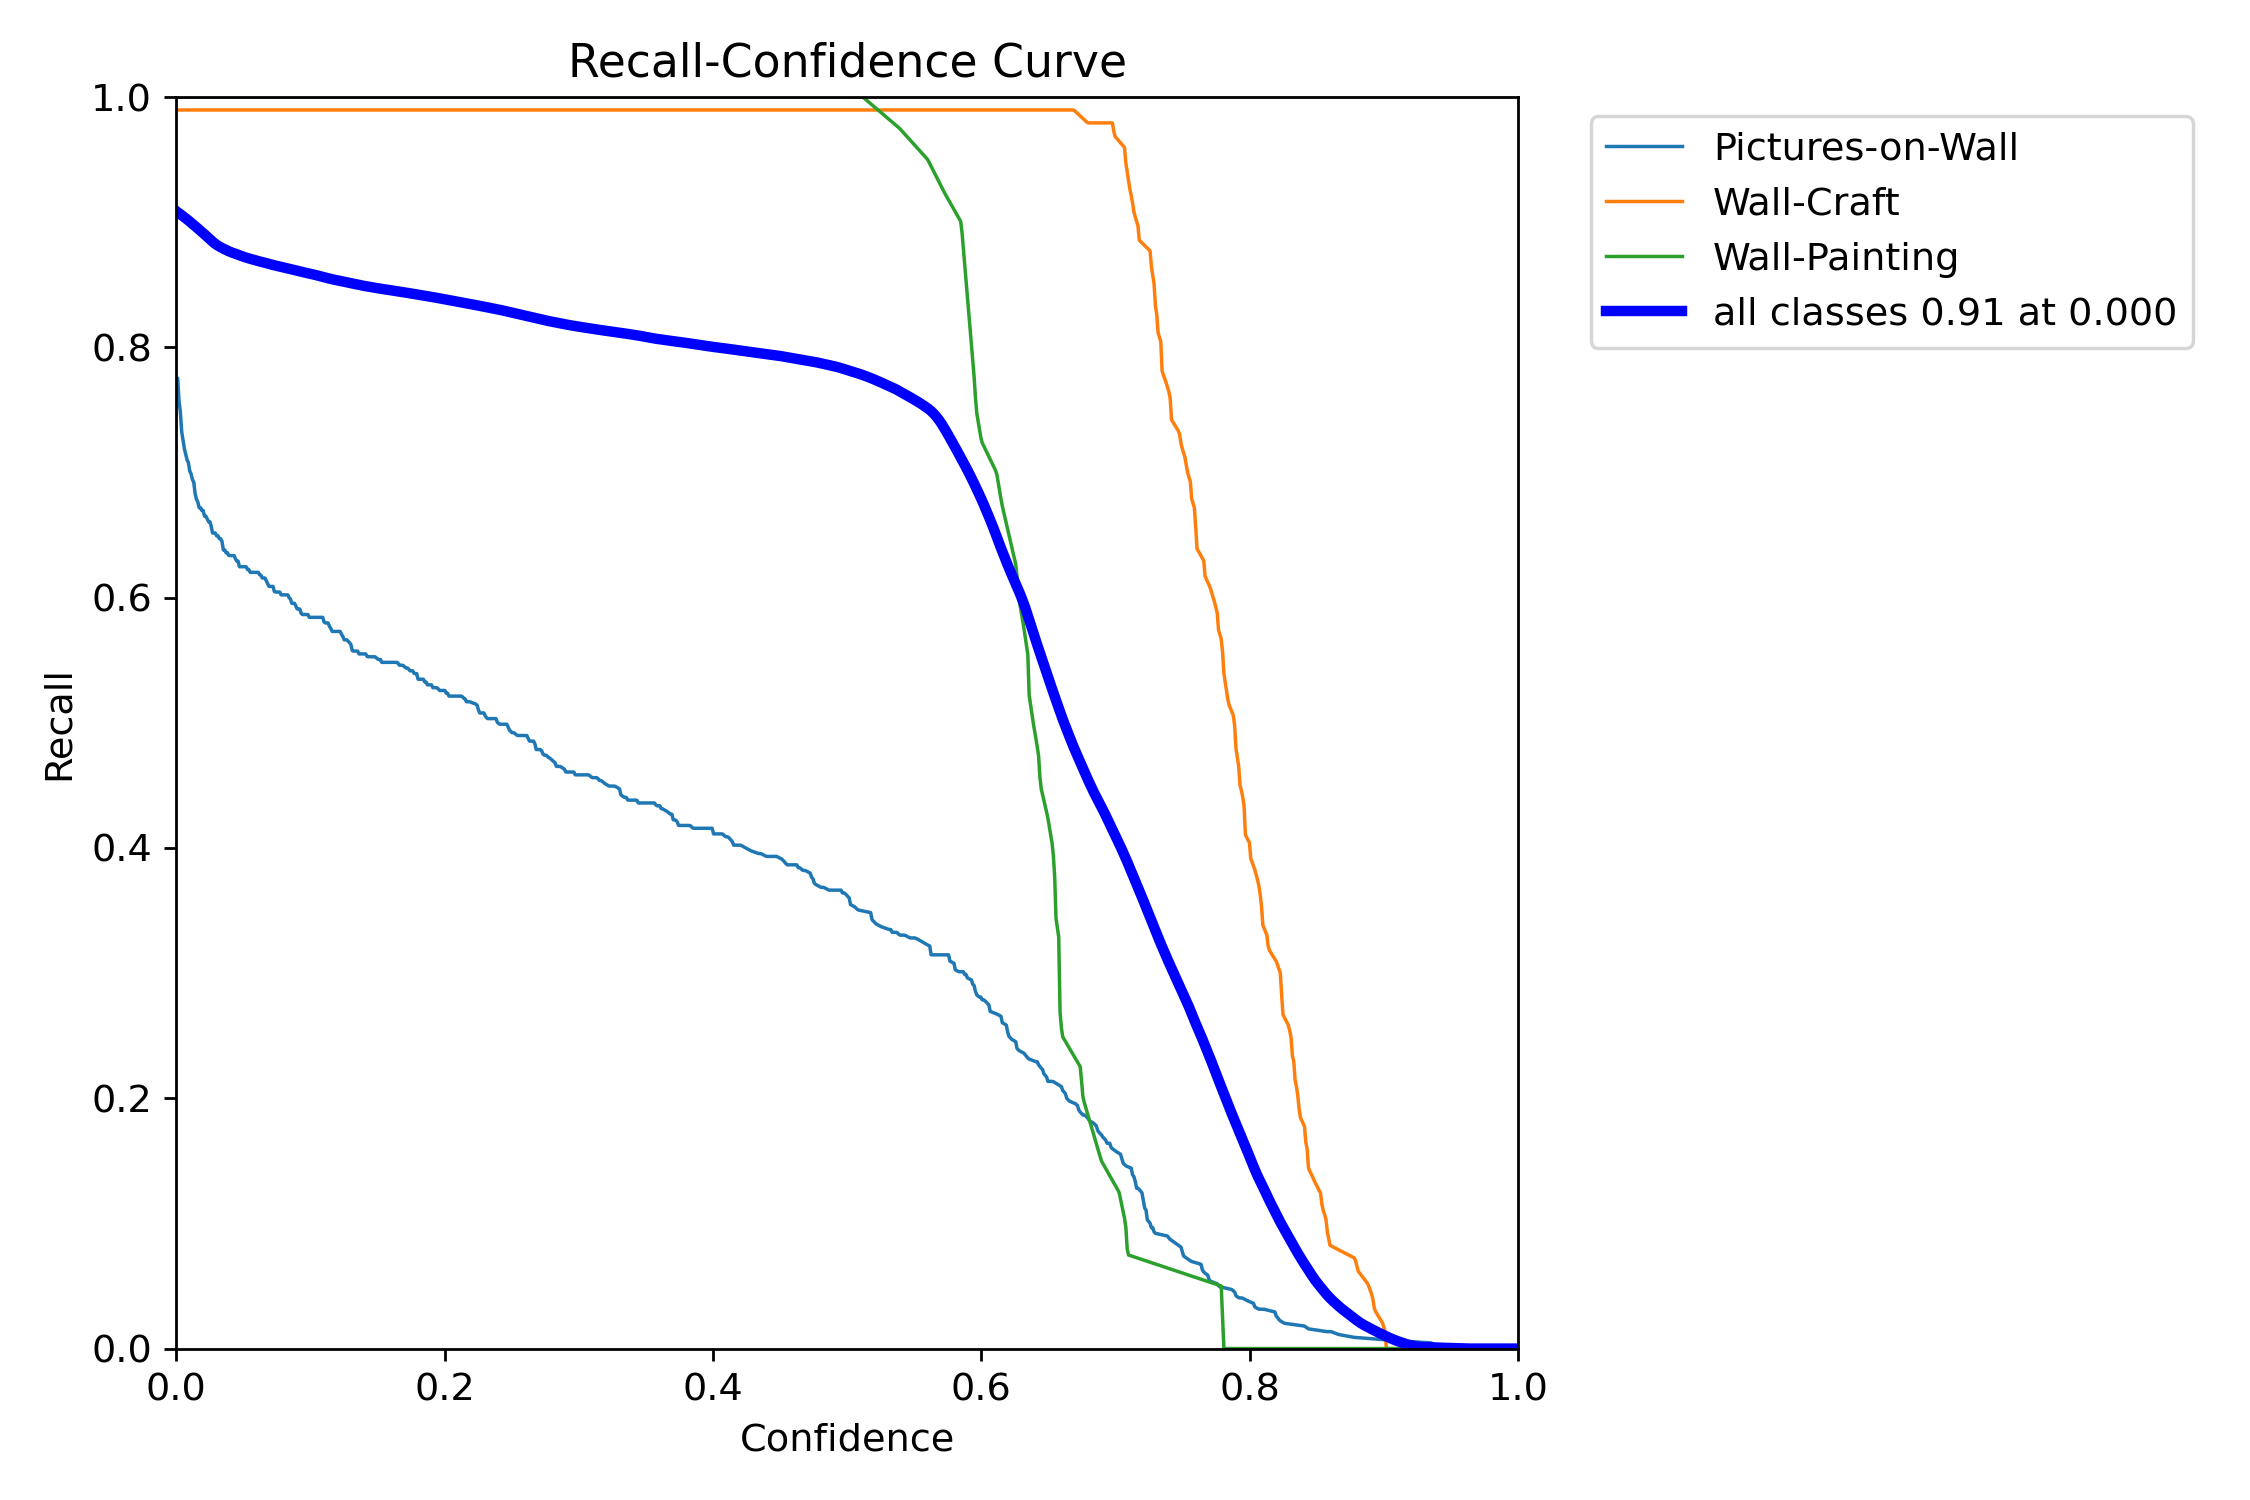 Recall-Confidence Curve
1.0
0.8
0.6
0.4
0.2
0.0
Recall
0.0 0.2 0.4 0.6 0.8 1.0
Confidence
Pictures-on-Wall
Wall-Craft
Wall-Painting
all classes 0.91 at 0.000